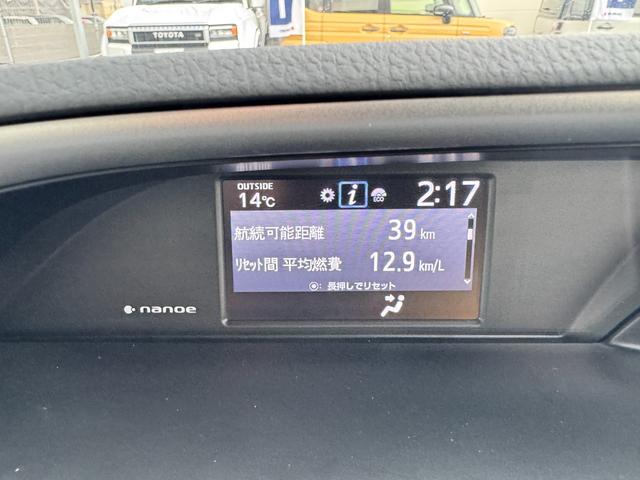 TOYOTA
OUTSIDE
14℃
i
ECO
2:17
航続可能距離 39 km
ﾘｾｯﾄ間 平均燃費 12.9 km/L
◉: 長押しでリセット
nanoe